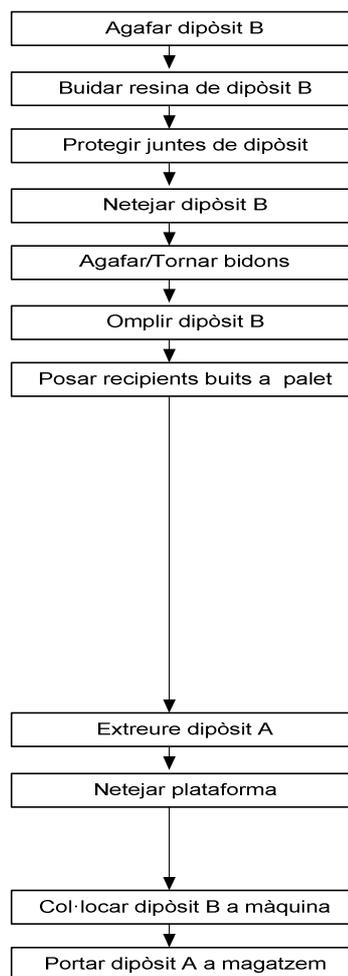 Agafar dipòsit B
Buidar resina de dipòsit B
Protegir juntes de dipòsit
Netejar dipòsit B
Agafar/Tornar bidons
Omplir dipòsit B
Posar recipients buits a  palet
Extreure dipòsit A
Netejar plataforma
Col·locar dipòsit B a màquina
Portar dipòsit A a magatzem